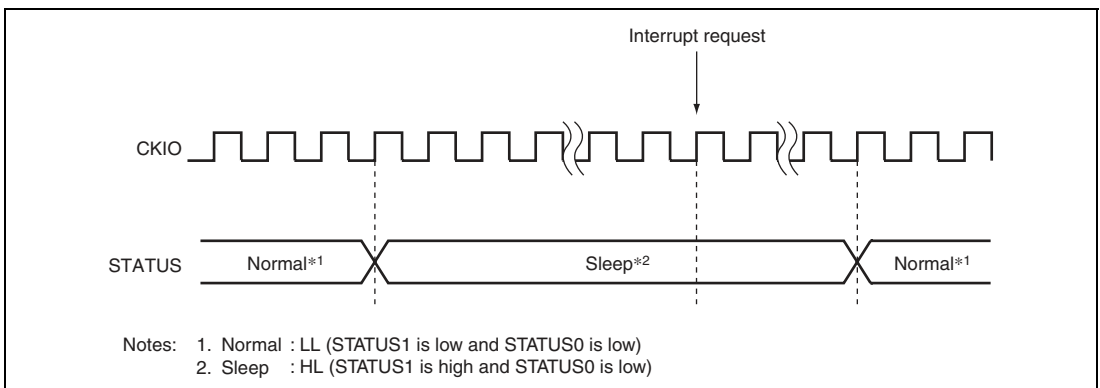 Interrupt request
CKIO
STATUS Normal*1 Sleep*2 Normal*1
Notes: 1. Normal : LL (STATUS1 is low and STATUS0 is low)
2. Sleep : HL (STATUS1 is high and STATUS0 is low)